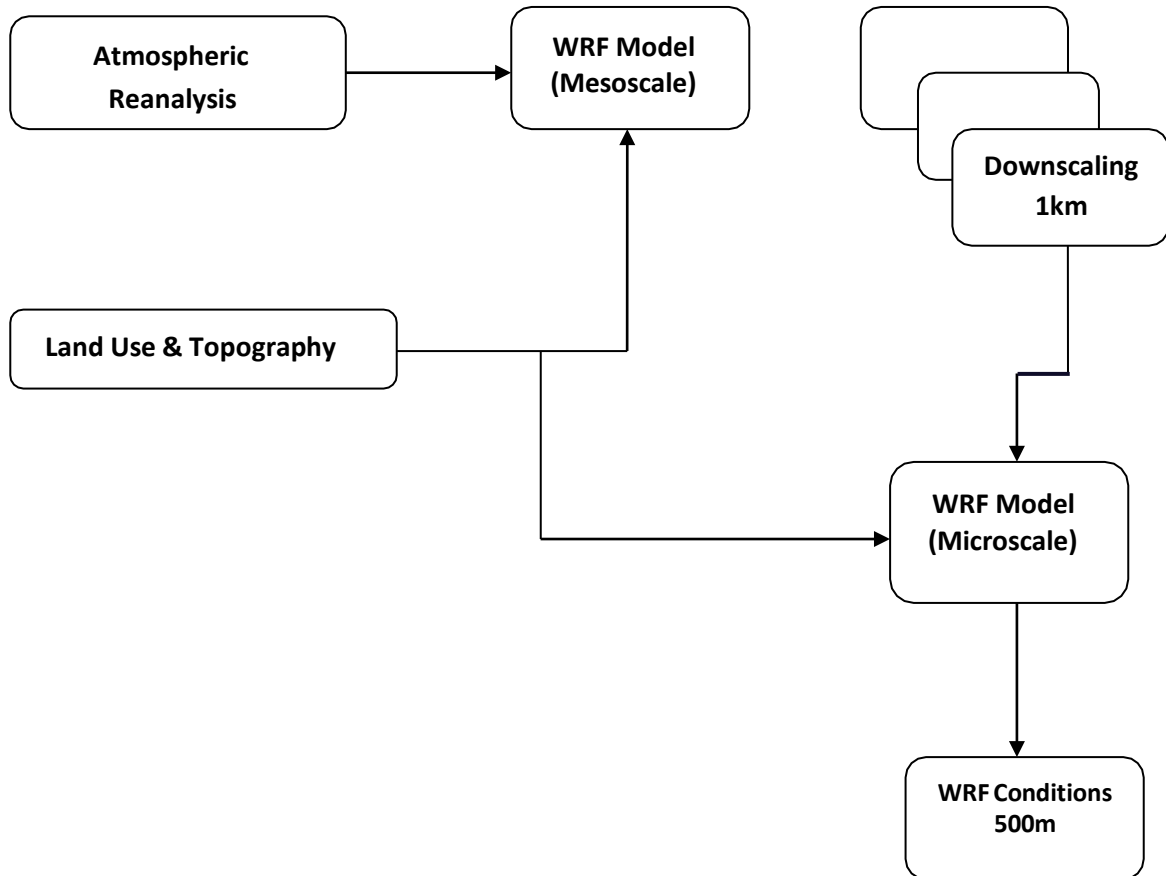 Atmospheric
Reanalysis
WRF Model
(Mesoscale)
Downscaling
1km
Land Use & Topography
WRF Model
(Microscale)
WRF Conditions
500m